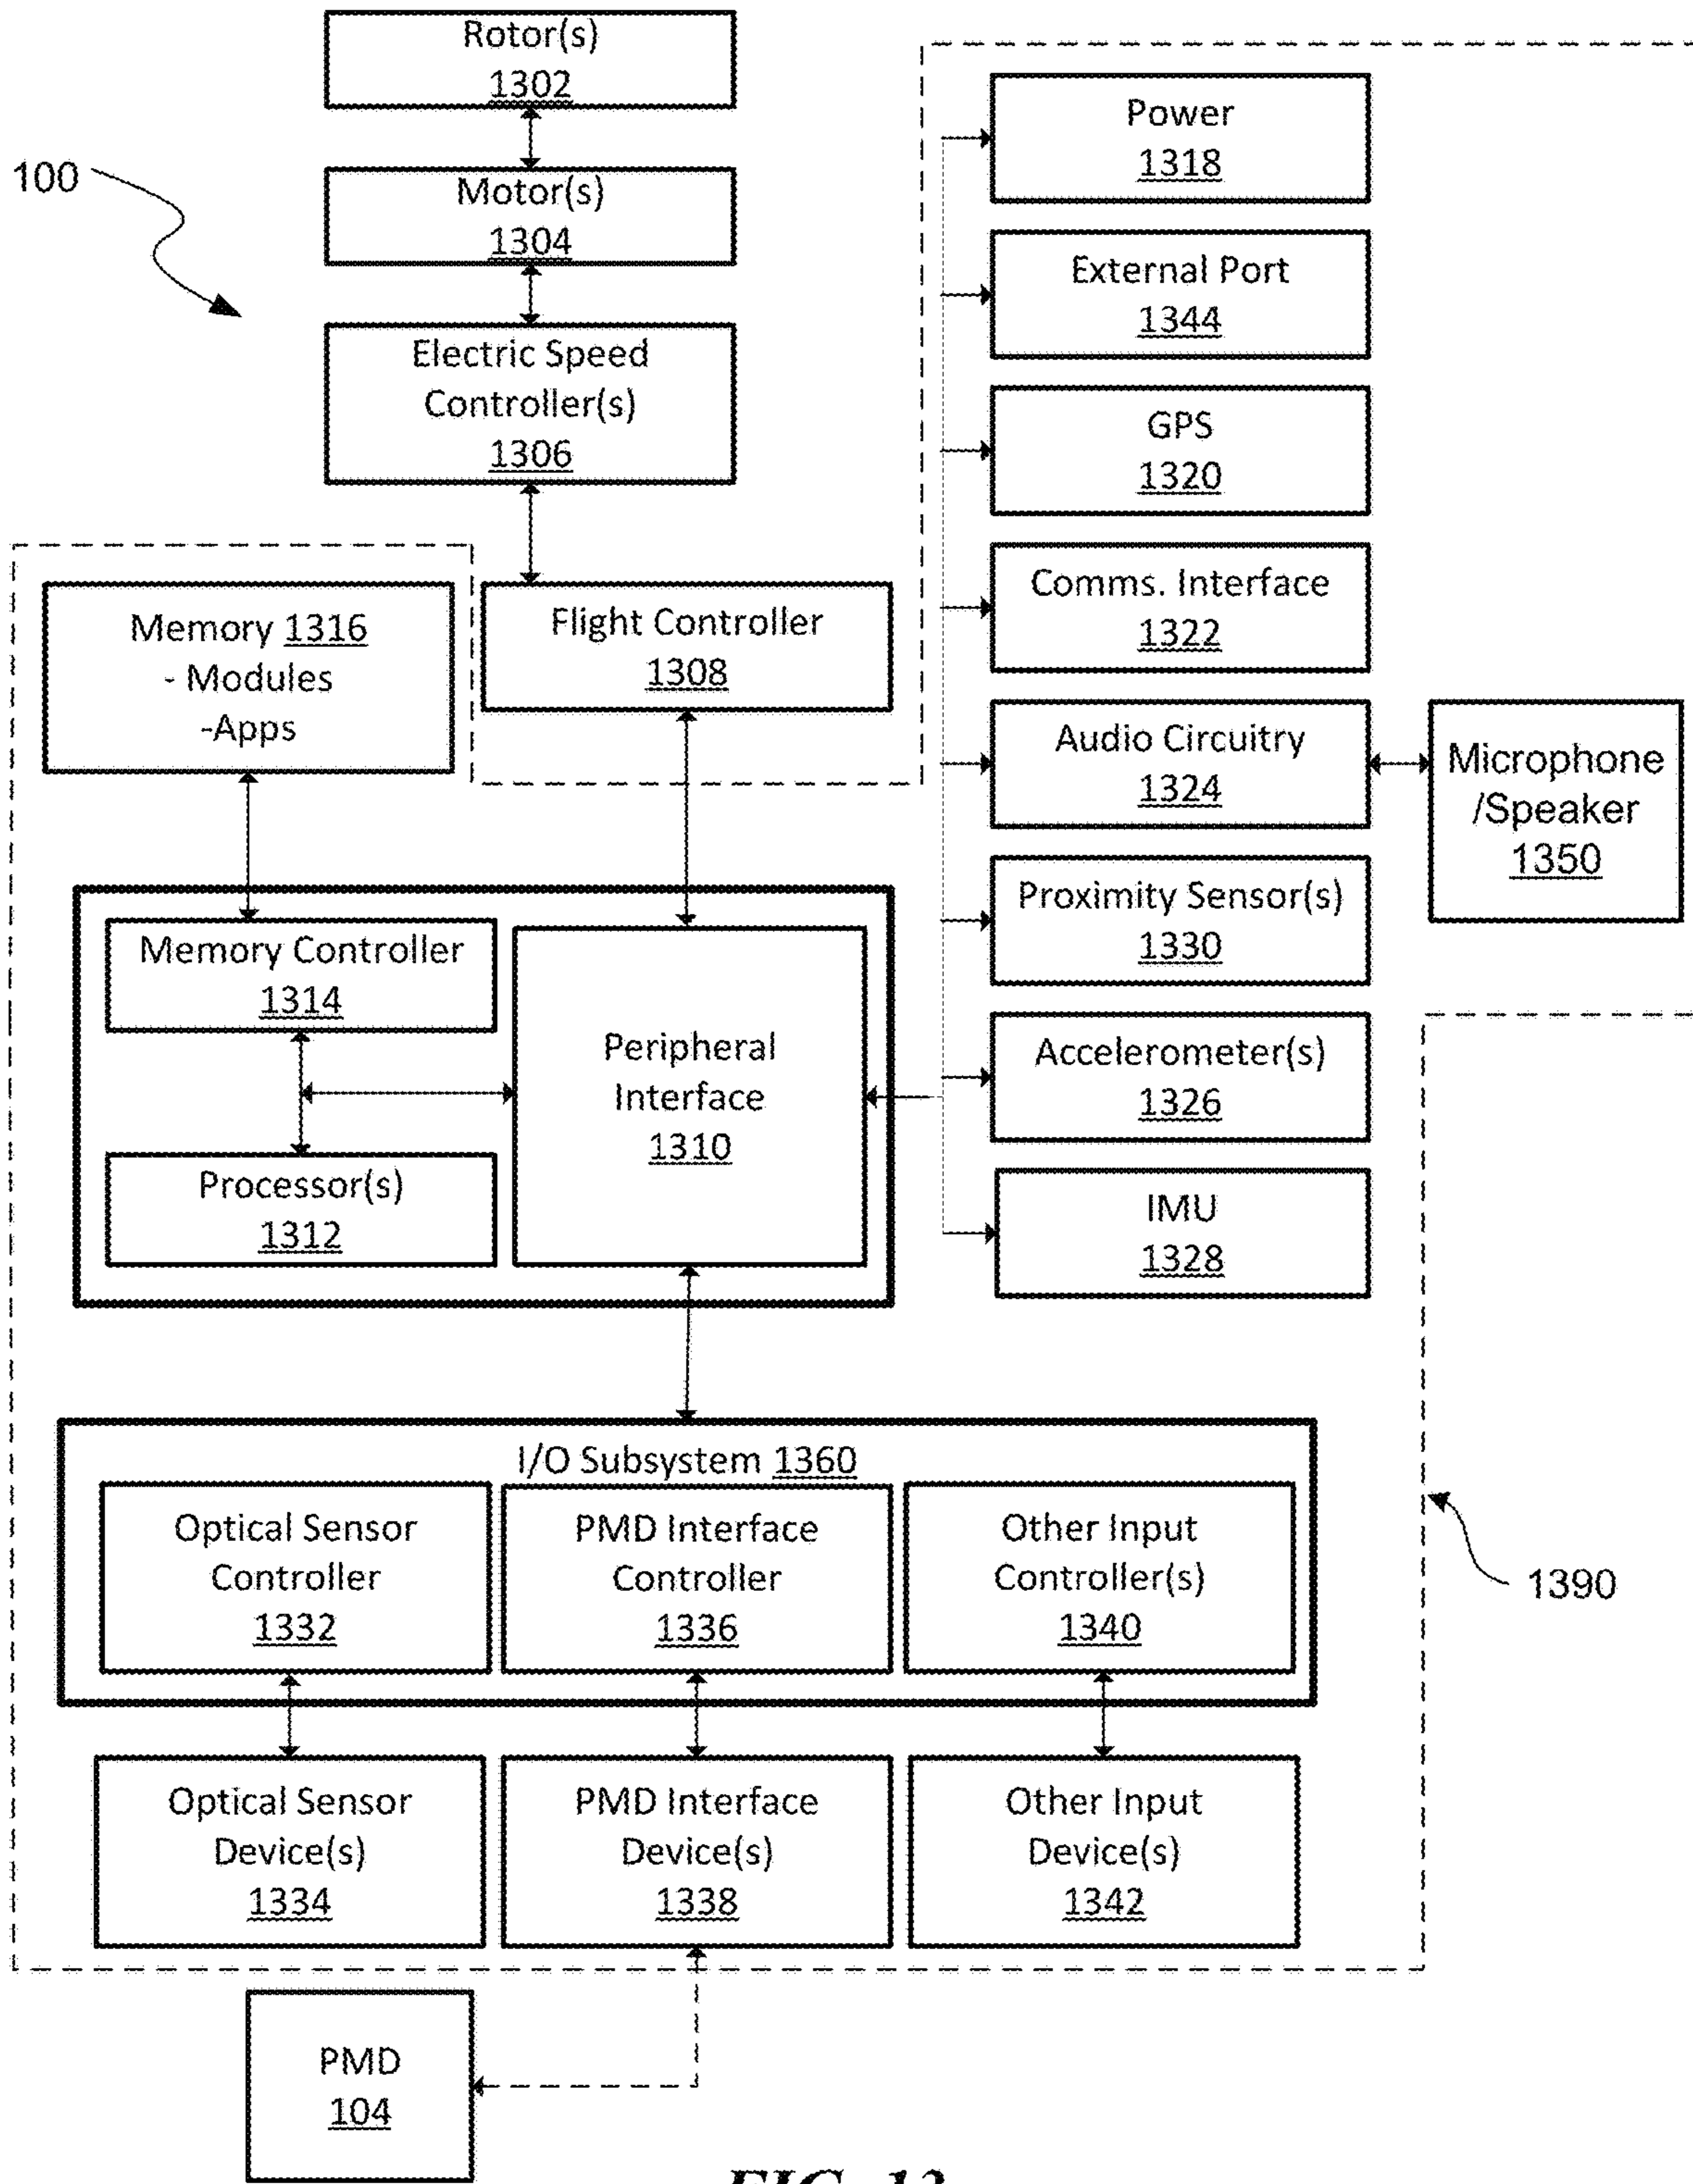 Rotor(s)
1302
100
Motor(s)
1304
Electric Speed
Controller(s)
1306
Memory 1316
- Modules
-Apps
Flight Controller
1308
Power
1318
External Port
1344
GPS
1320
Comms. Interface
1322
Audio Circuitry
1324
Microphone
/Speaker
1350
Proximity Sensor(s)
1330
Accelerometer(s)
1326
IMU
1328
Memory Controller
1314
Peripheral
Interface
1310
Processor(s)
1312
I/O Subsystem 1360
Optical Sensor
Controller
1332
PMD Interface
Controller
1336
Other Input
Controller(s)
1340
1390
Optical Sensor
Device(s)
1334
PMD Interface
Device(s)
1338
Other Input
Device(s)
1342
PMD
104
FIG. 13